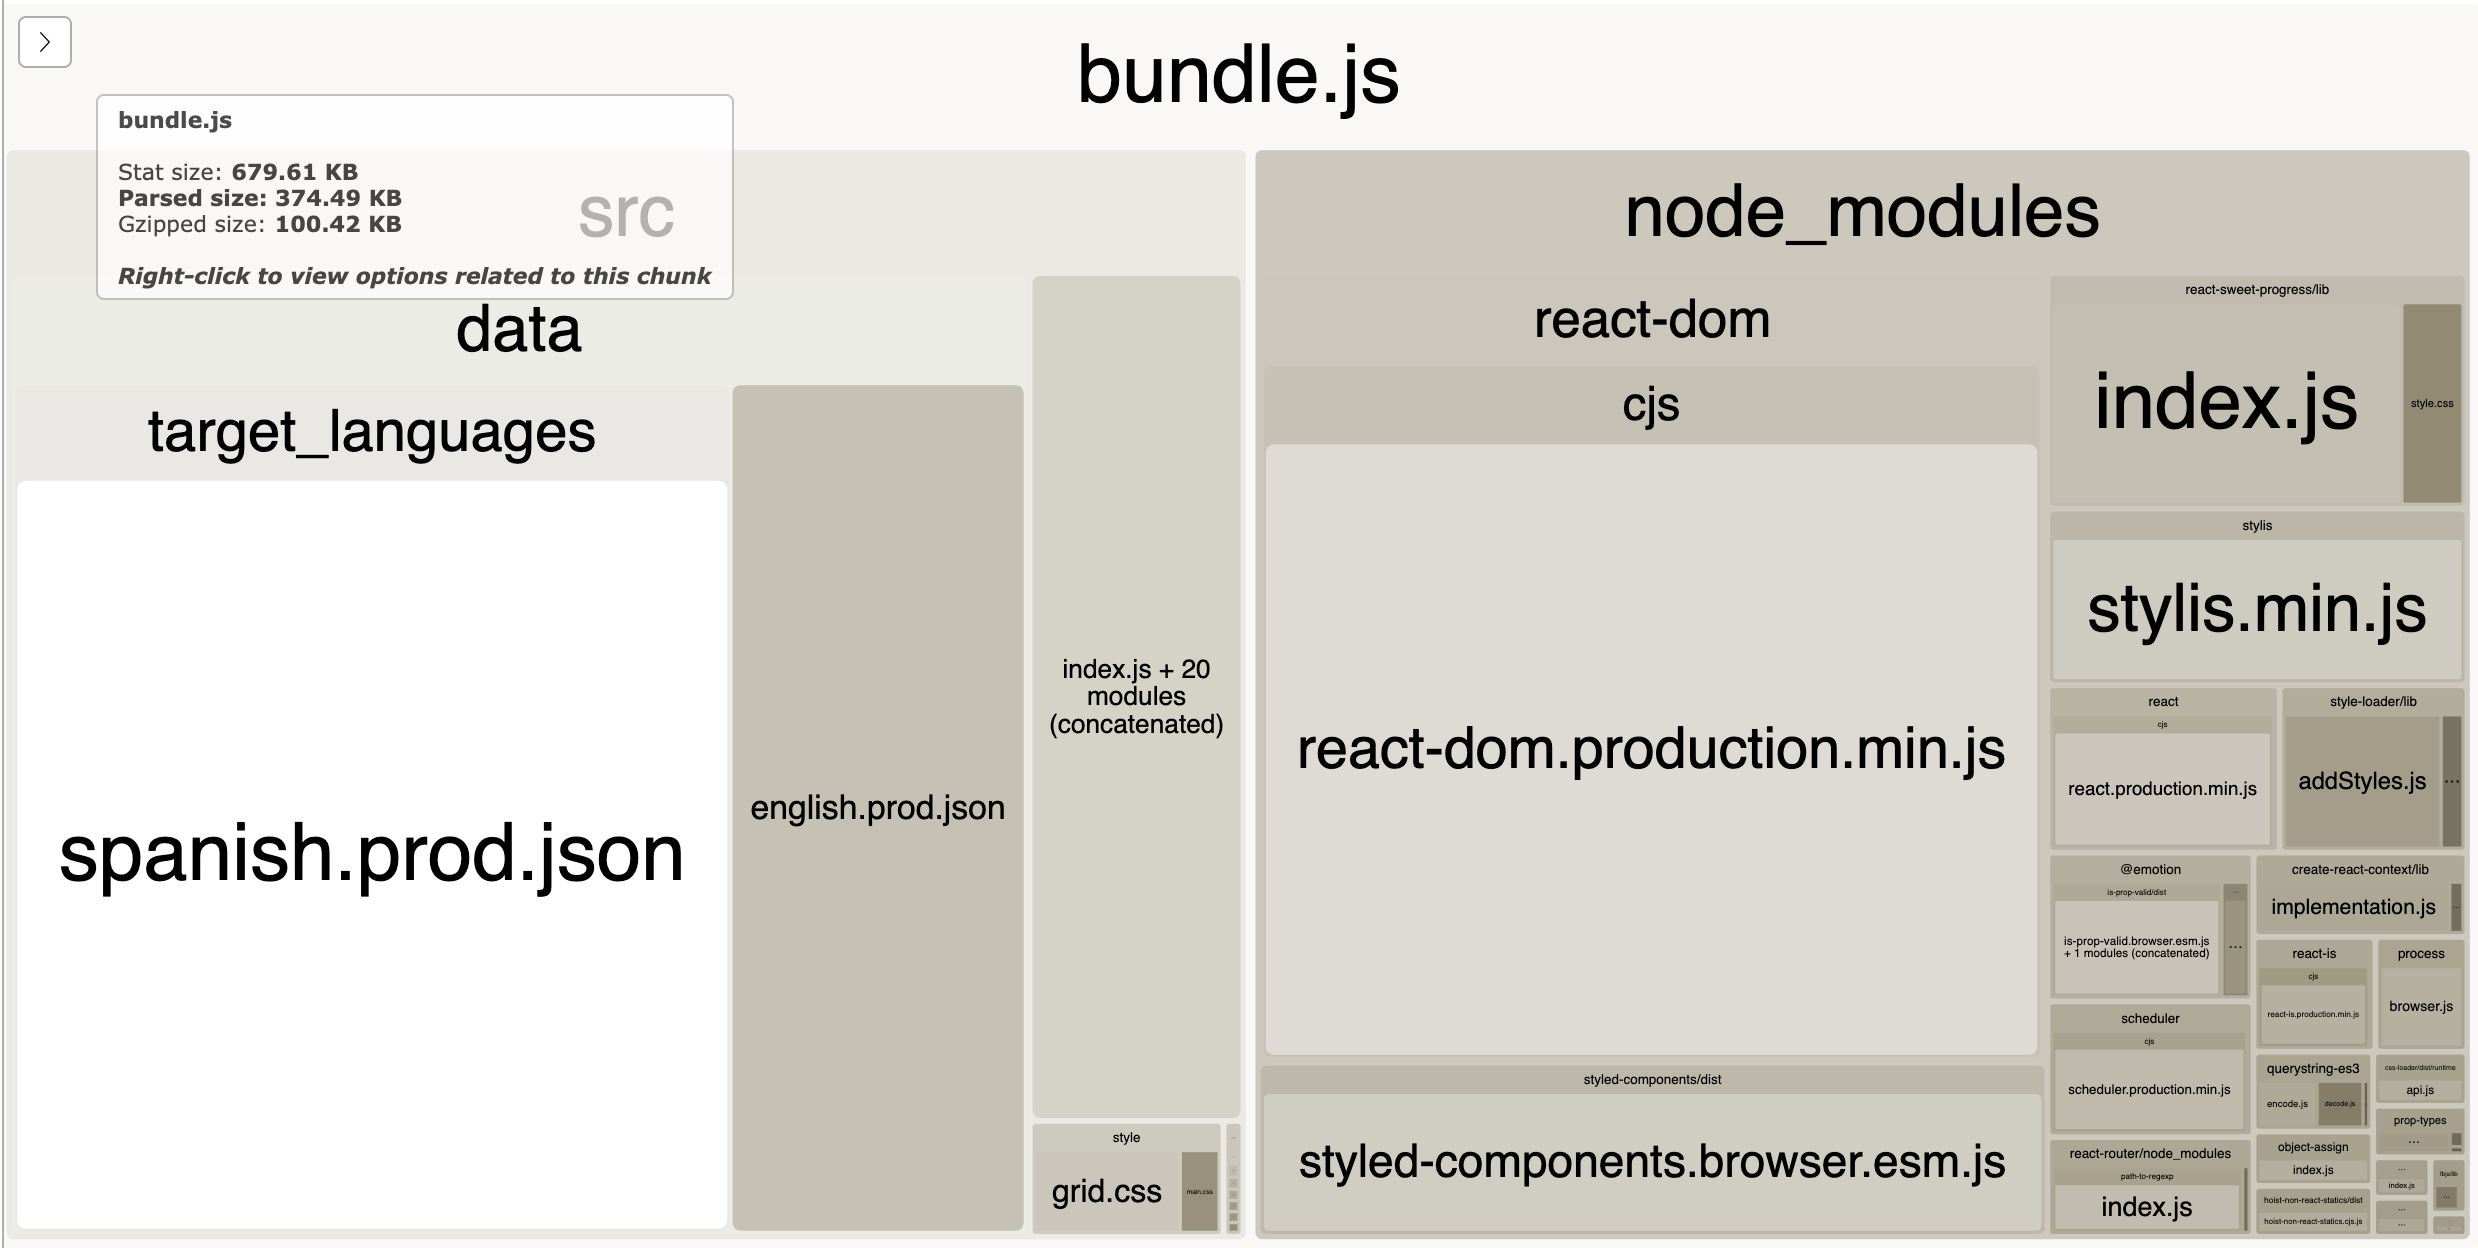 bundle.js
bundle.js
Stat size: 679.61 KB
Parsed size: 374.49 KB
Gzipped size: 100.42 KB
Right-click to view options related to this chunk
src
data
target_languages
spanish.prod.json
english.prod.json
index.js + 20
modules
(concatenated)
style
grid.css
main.css
node_modules
react-dom
cjs
react-dom.production.min.js
styled-components/dist
styled-components.browser.esm.js
react-sweet-progress/lib
index.js
style.css
stylis
stylis.min.js
react
cjs
react.production.min.js
style-loader/lib
addStyles.js
...
@emotion
is-prop-valid/dist
is-prop-valid.browser.esm.js
+ 1 modules (concatenated)
...
...
create-react-context/lib
implementation.js
...
react-is
cjs
react-is.production.min.js
process
browser.js
scheduler
cjs
scheduler.production.min.js
querystring-es3
encode.js
decode.js
css-loader/dist/runtime
api.js
prop-types
...
react-router/node_modules
path-to-regexp
index.js
object-assign
index.js
hoist-non-react-statics/dist
hoist-non-react-statics.cjs.js
...
index.js
...
...
fbjs/lib
...